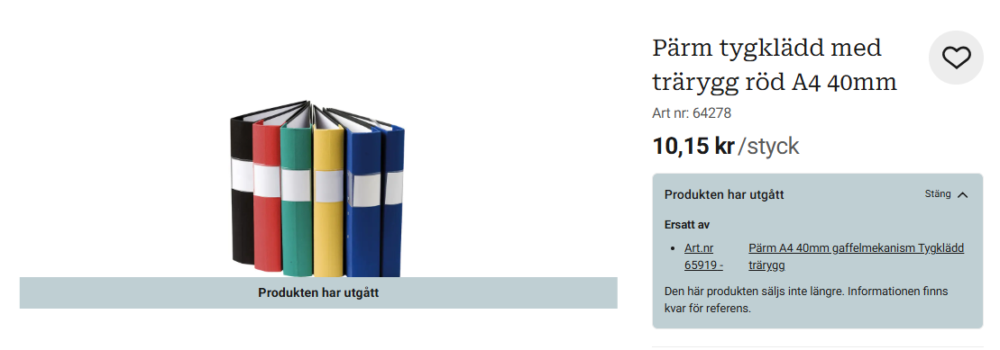 Produkten har utgått
Pärm tygklädd med
trärygg röd A4 40mm
Art nr: 64278
10,15 kr/styck
Produkten har utgått
Stäng
Ersatt av
Art.nr
65919 -
Pärm A4 40mm gaffelmekanism Tygklädd
trärygg
Den här produkten säljs inte längre. Informationen finns
kvar för referens.